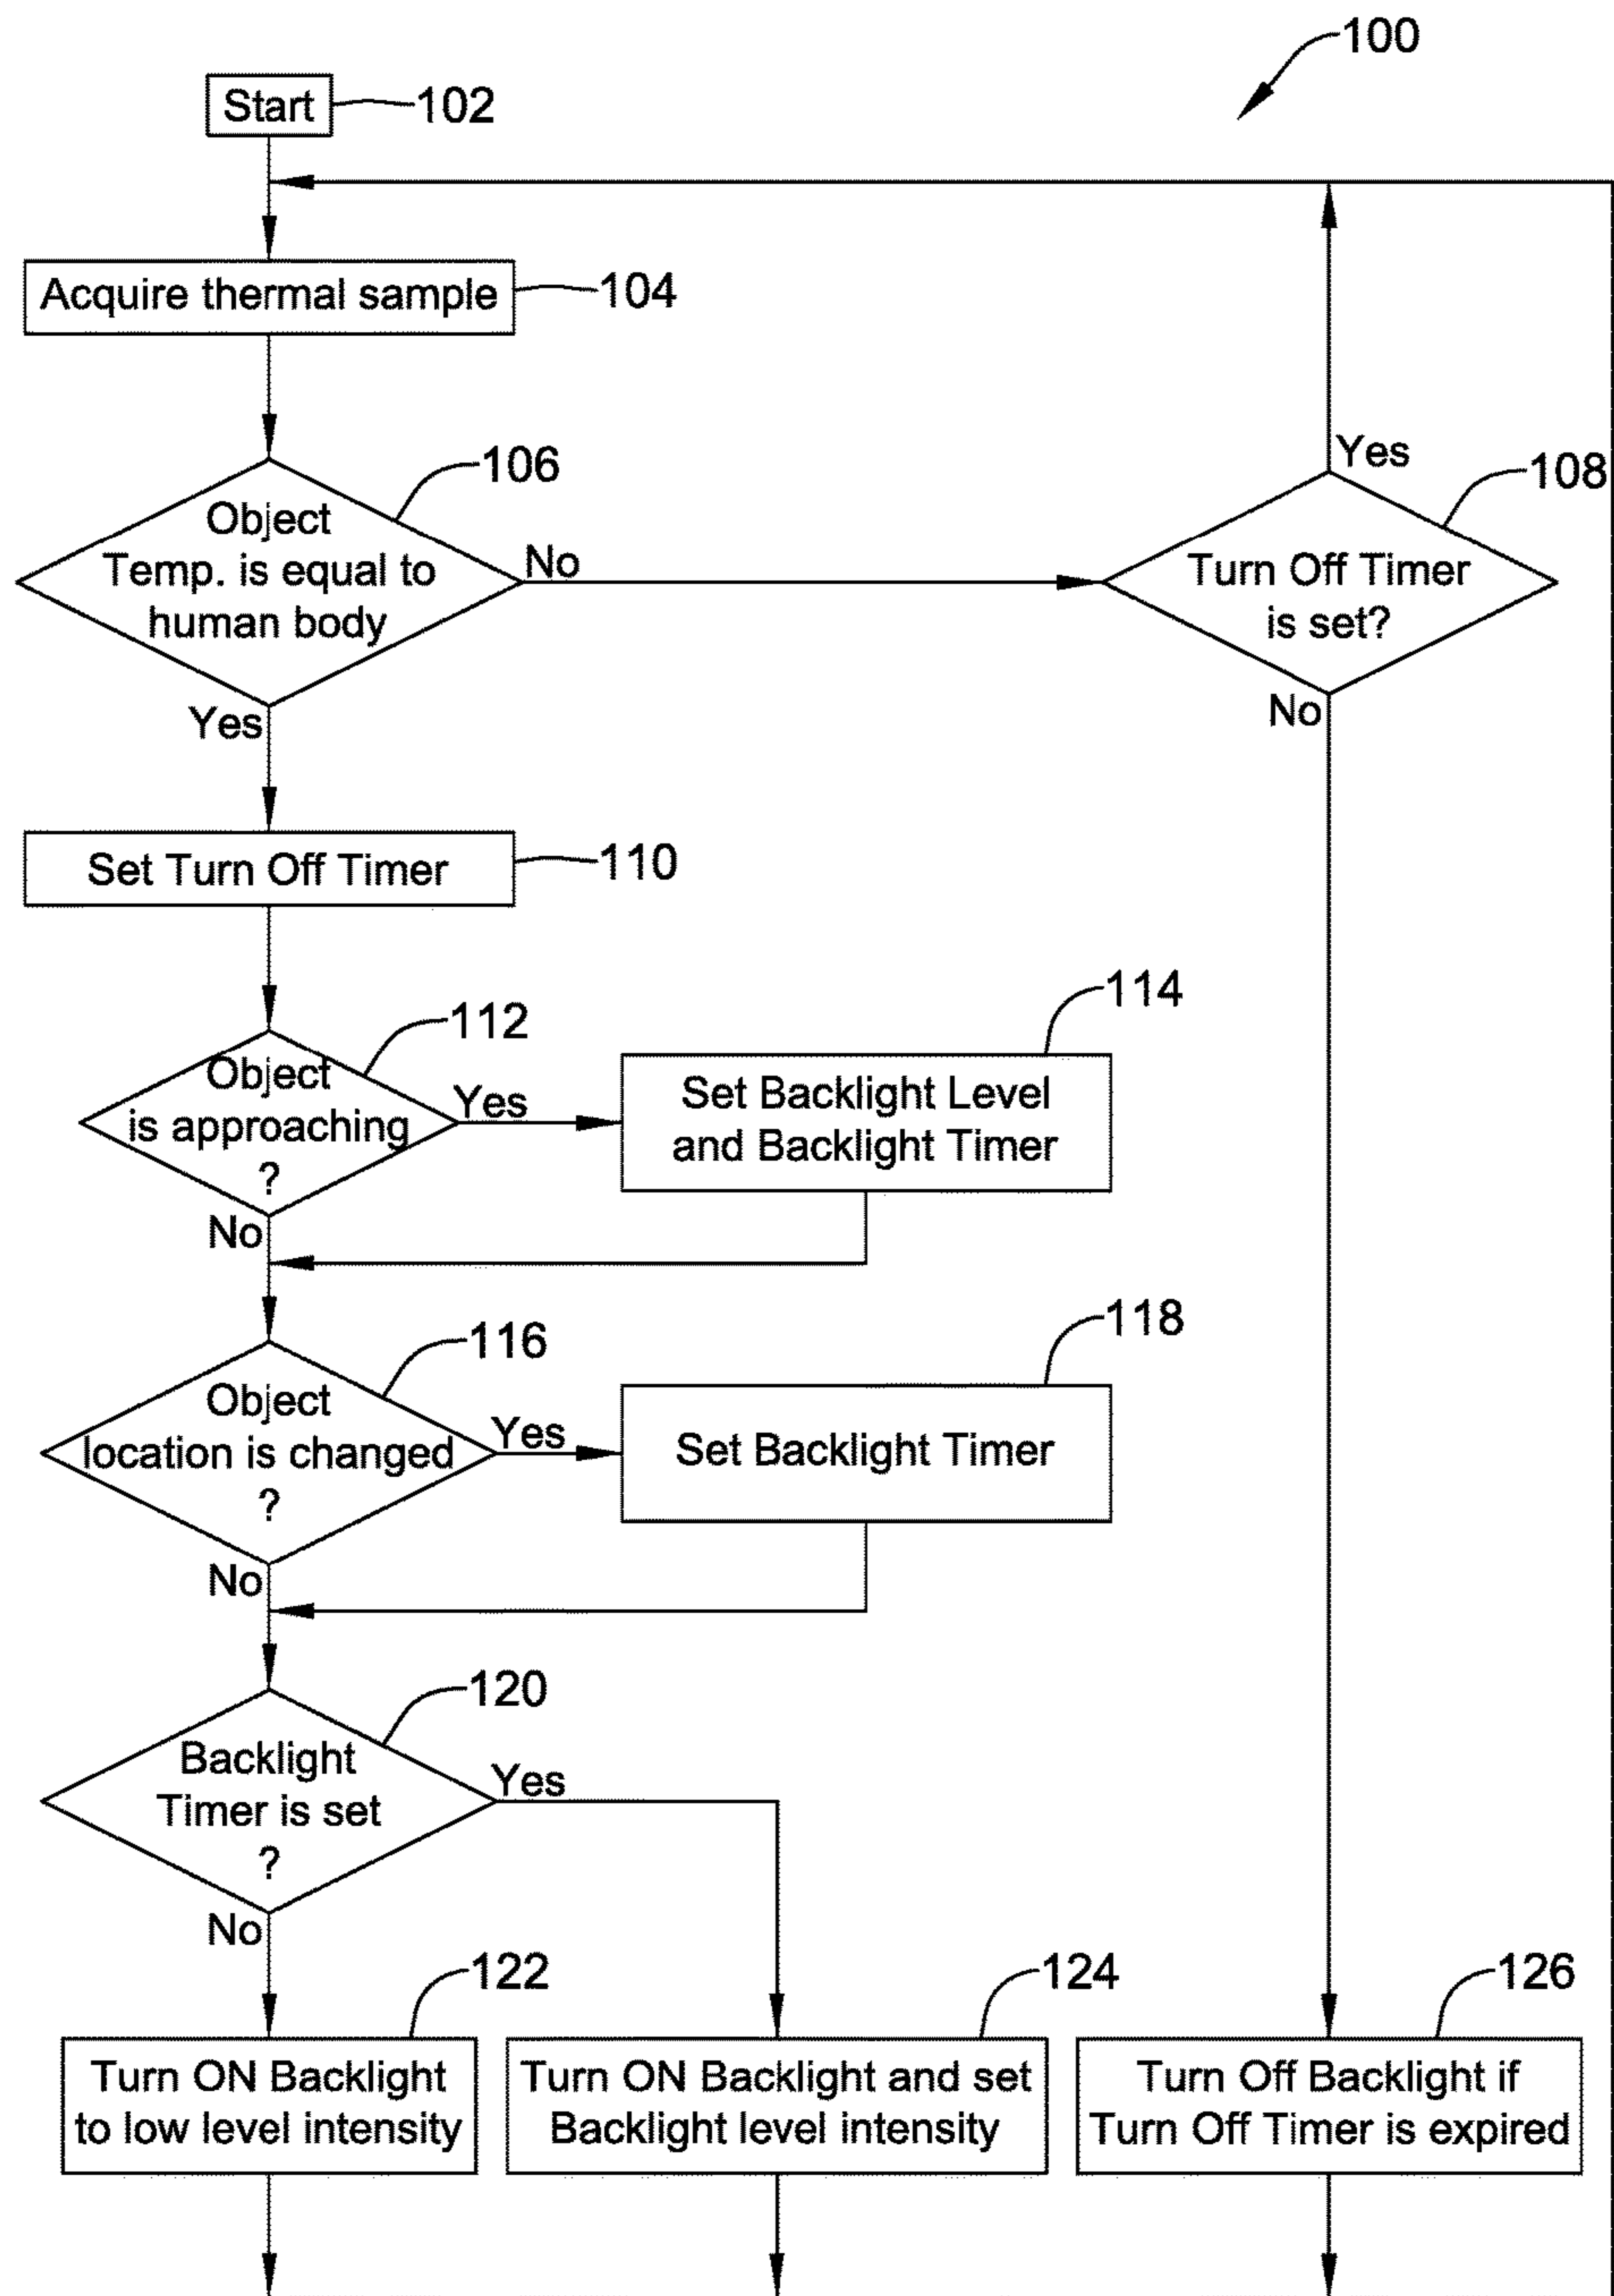 100
Start
102
Acquire thermal sample
104
106
Object
Temp. is equal to
human body
No
Yes
Yes
108
Turn Off Timer
is set?
No
Set Turn Off Timer
110
112
Object
is approaching
?
Yes
No
114
Set Backlight Level
and Backlight Timer
116
Object
location is changed
?
Yes
No
118
Set Backlight Timer
120
Backlight
Timer is set
?
Yes
No
122
Turn ON Backlight
to low level intensity
124
Turn ON Backlight and set
Backlight level intensity
126
Turn Off Backlight if
Turn Off Timer is expired